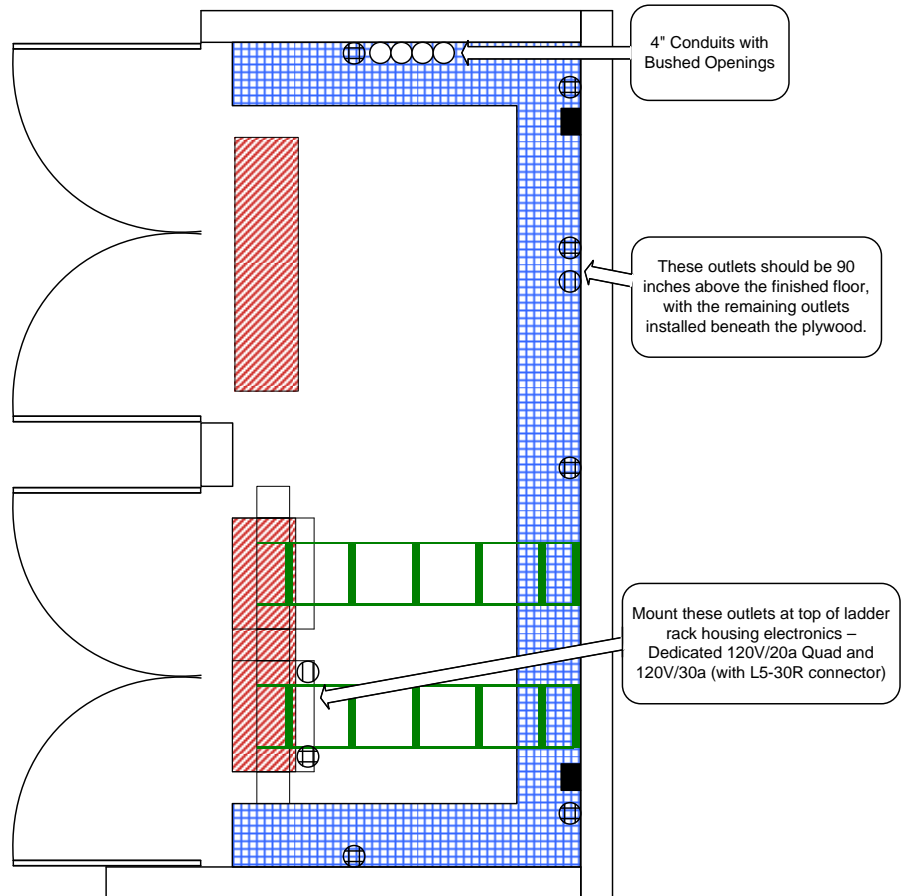 4" Conduits with
Bushed Openings
These outlets should be 90
inches above the finished floor,
with the remaining outlets
installed beneath the plywood.
Mount these outlets at top of ladder
rack housing electronics –
Dedicated 120V/20a Quad and
120V/30a (with L5-30R connector)